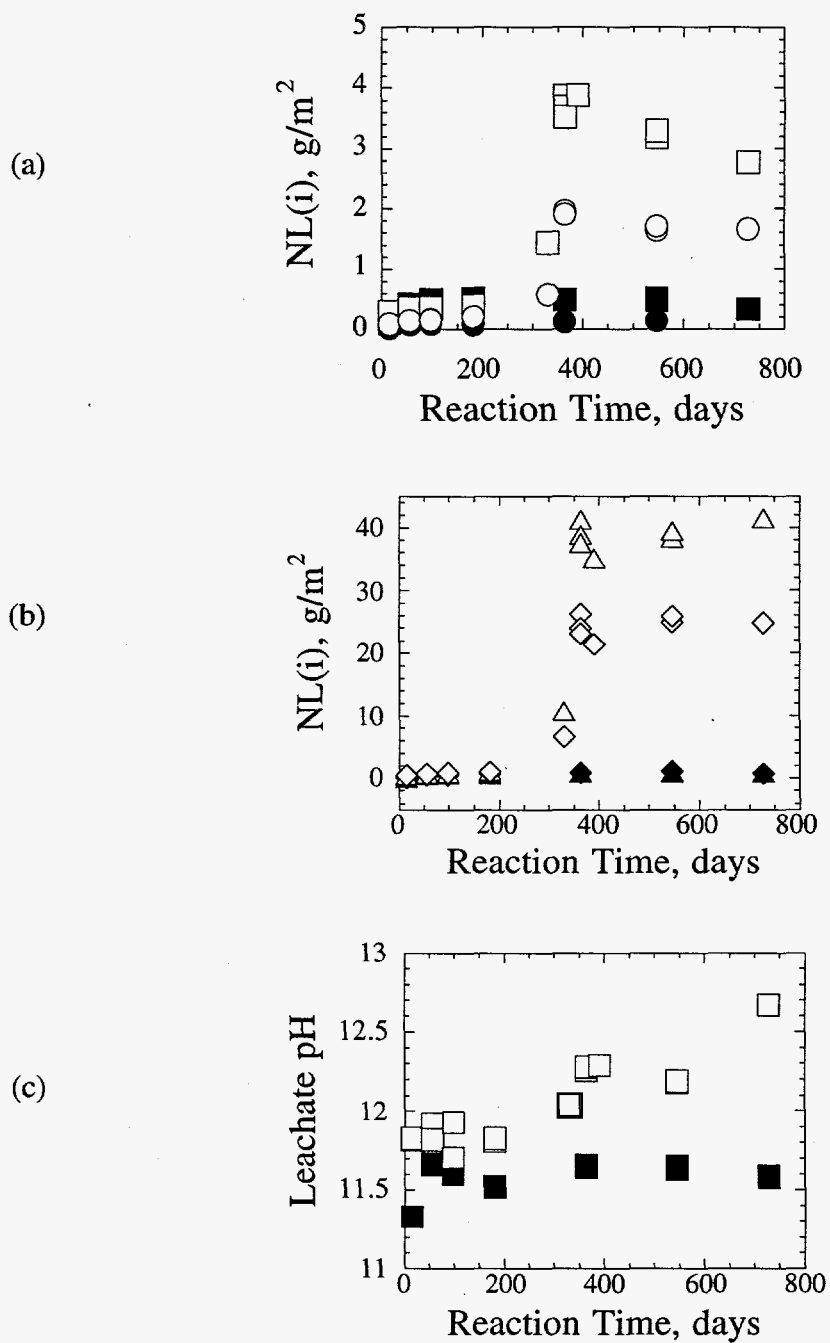 (a)
NL(i), g/m²
5
4
3
2
1
0
0 200 400 600 800
Reaction Time, days
(b)
NL(i), g/m²
40
30
20
10
0
0 200 400 600 800
Reaction Time, days
(c)
Leachate pH
13
12.5
12
11.5
11
0 200 400 600 800
Reaction Time, days